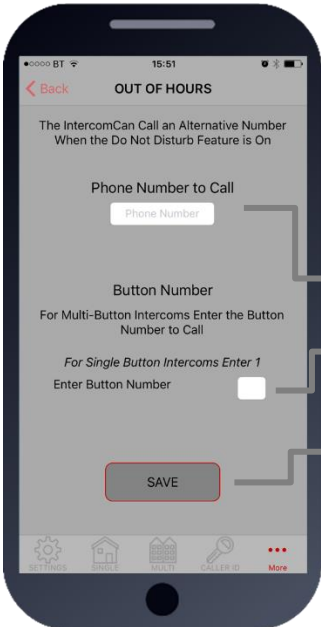 BT 15:51
Back OUT OF HOURS
The IntercomCan Call an Alternative Number
When the Do Not Disturb Feature is On
Phone Number to Call
Phone Number
Button Number
For Multi-Button Intercoms Enter the Button
Number to Call
For Single Button Intercoms Enter 1
Enter Button Number
SAVE
SETTINGS SINGLE MULTI CALLER ID More